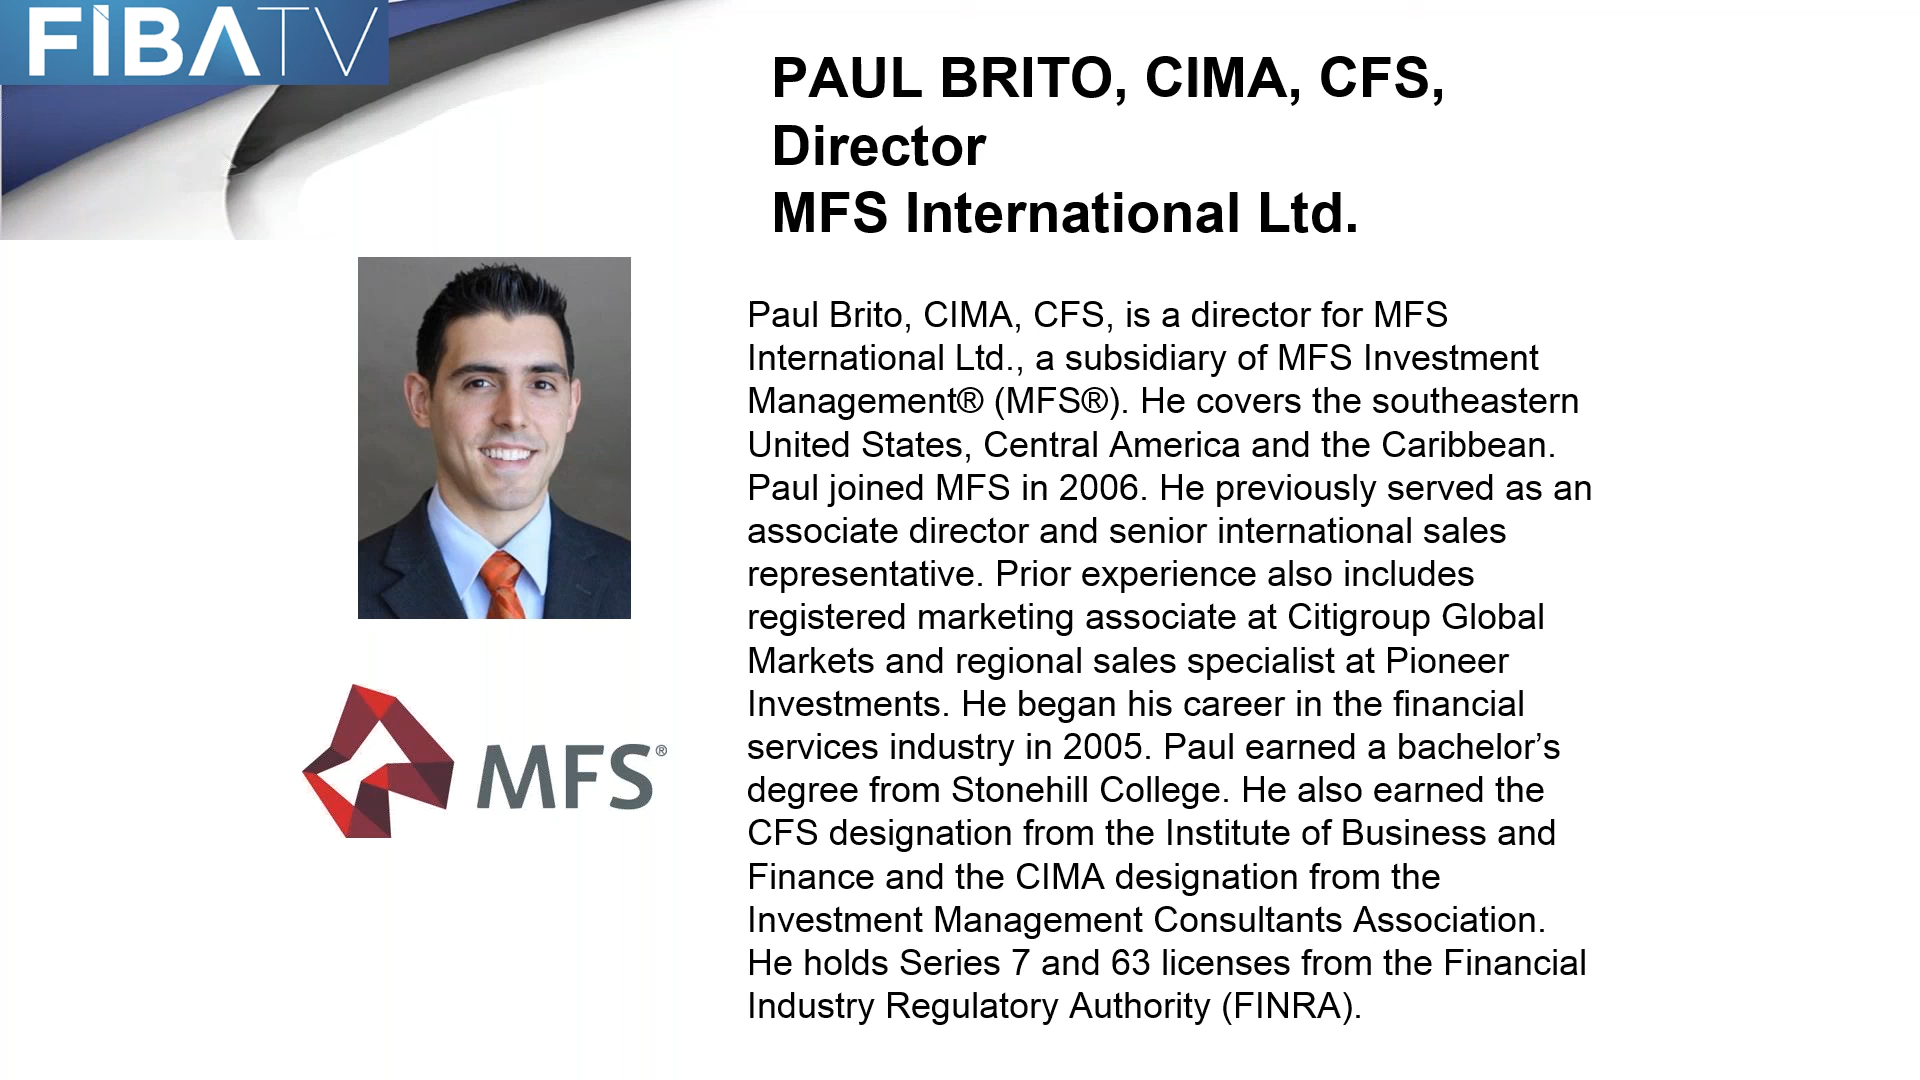 FIBATV
PAUL BRITO, CIMA, CFS,
Director
MFS International Ltd.
Paul Brito, CIMA, CFS, is a director for MFS
International Ltd., a subsidiary of MFS Investment
Management® (MFS®). He covers the southeastern
United States, Central America and the Caribbean.
Paul joined MFS in 2006. He previously served as an
associate director and senior international sales
representative. Prior experience also includes
registered marketing associate at Citigroup Global
Markets and regional sales specialist at Pioneer
Investments. He began his career in the financial
services industry in 2005. Paul earned a bachelor’s
degree from Stonehill College. He also earned the
CFS designation from the Institute of Business and
Finance and the CIMA designation from the
Investment Management Consultants Association.
He holds Series 7 and 63 licenses from the Financial
Industry Regulatory Authority (FINRA).
MFS®